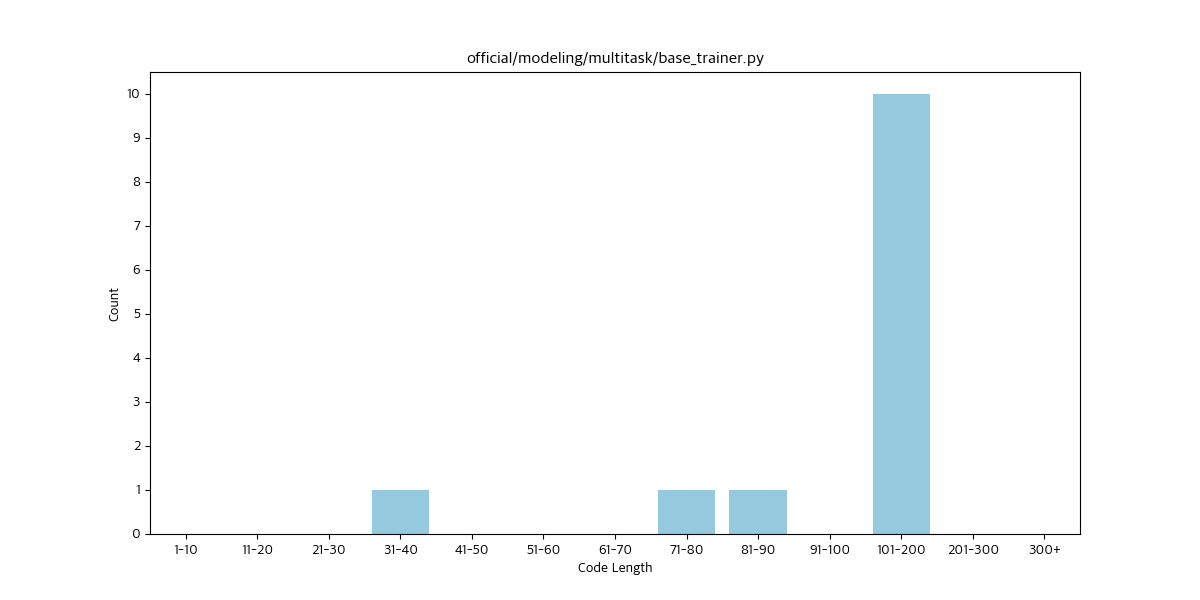 official/modeling/multitask/base_trainer.py
10
9
8
7
6
5
4
3
2
1
0
Count
1-10 11-20 21-30 31-40 41-50 51-60 61-70 71-80 81-90 91-100 101-200 201-300 300+
Code Length